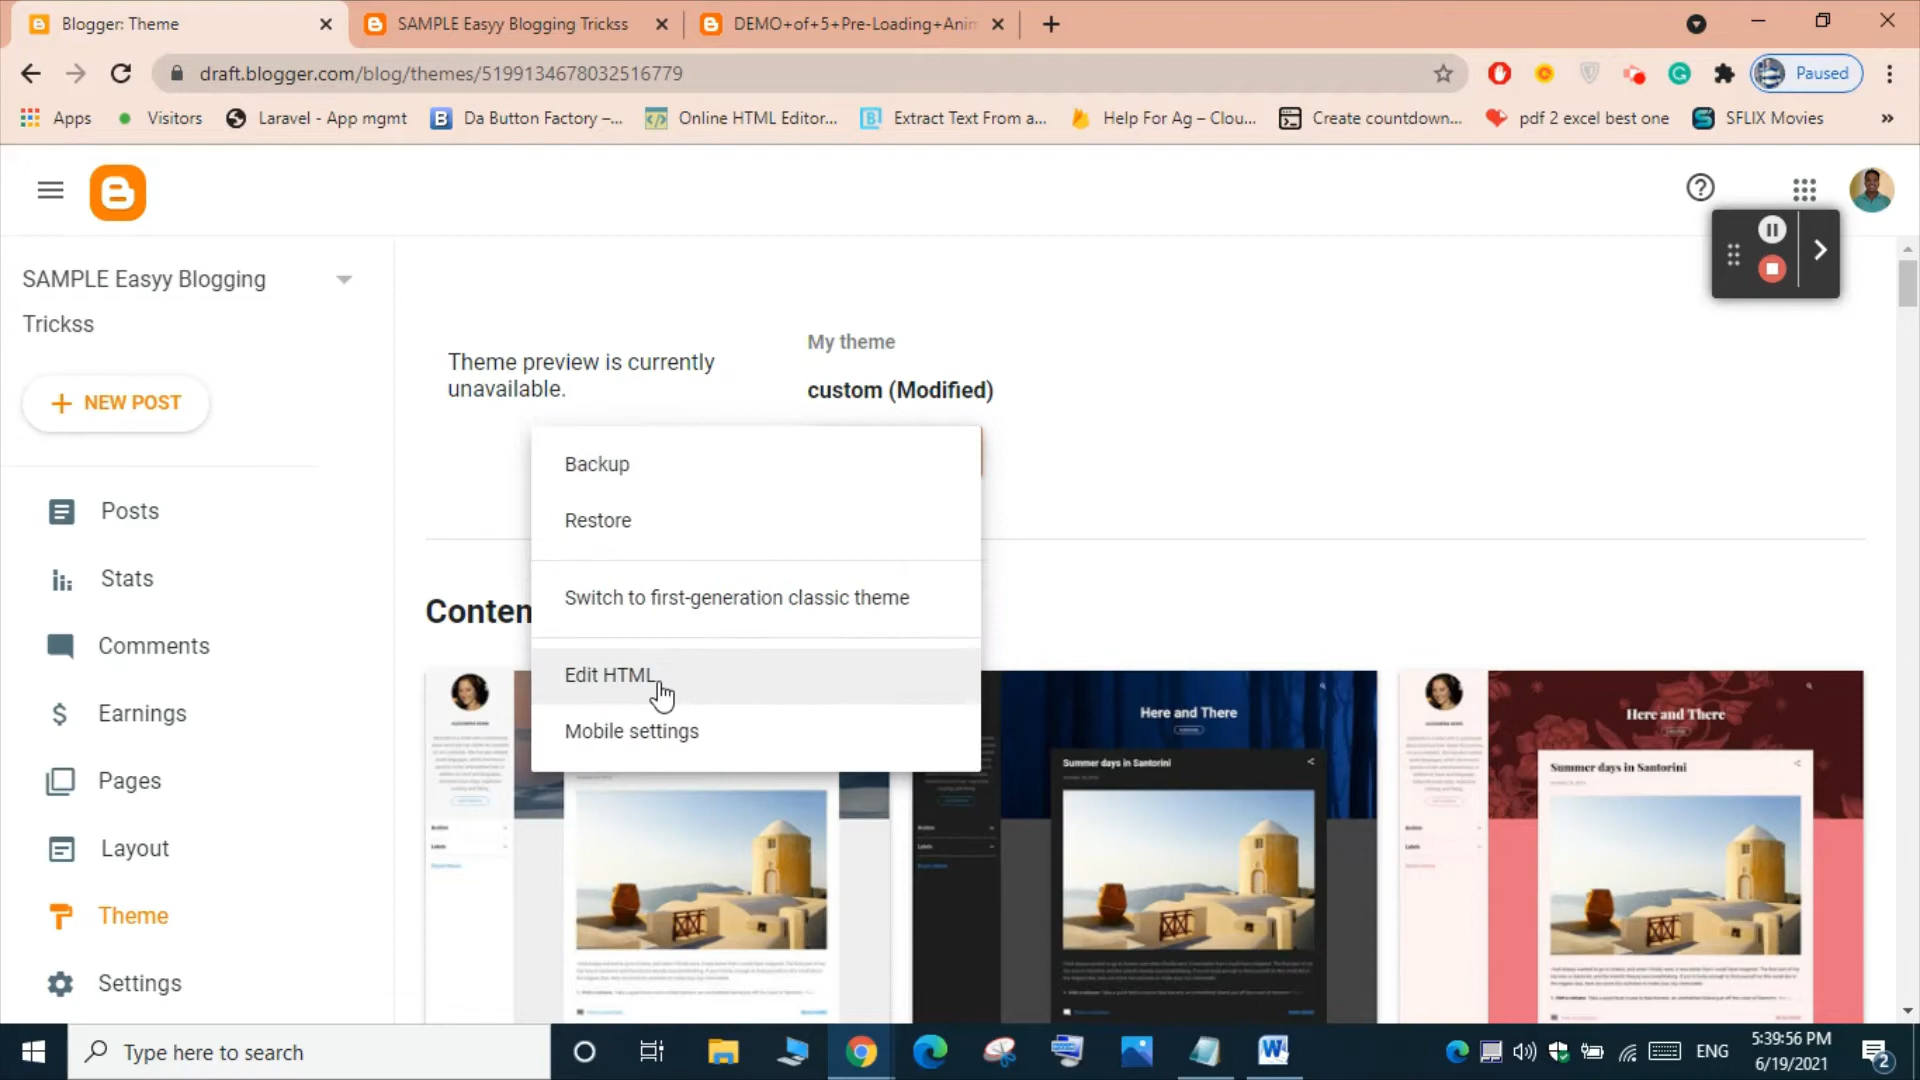 Blogger: Theme
SAMPLE Easyy Blogging Trickss
DEMO+of+5+Pre-Loading+Anim
draft.blogger.com/blog/themes/5199134678032516779
Paused
Apps
Visitors
Laravel - App mgmt
Da Button Factory –...
Online HTML Editor...
Extract Text From a...
Help For Ag – Clou...
Create countdown...
pdf 2 excel best one
SFLIX Movies
»
SAMPLE Easyy Blogging
Trickss
NEW POST
Posts
Stats
Comments
Earnings
Pages
Layout
Theme
Settings
Theme preview is currently
unavailable.
My theme
custom (Modified)
Backup
Restore
Switch to first-generation classic theme
Edit HTML
Mobile settings
Conten
Here and There
Summer days in Santorini
Here and There
Summer days in Santorini
Type here to search
ENG
5:39:56 PM
6/19/2021
2